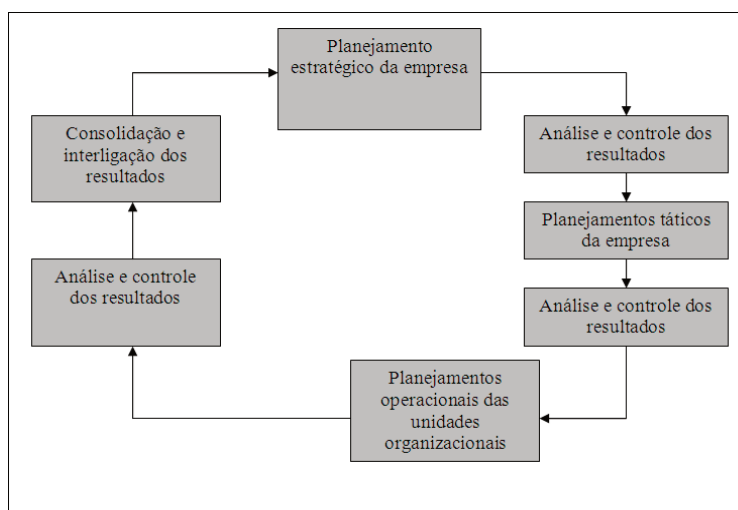 Planejamento
estratégico da empresa
Análise e controle dos
resultados
Planejamentos táticos
da empresa
Análise e controle dos
resultados
Planejamentos
operacionais das
unidades
organizacionais
Análise e controle
dos resultados
Consolidação e
interligação dos
resultados